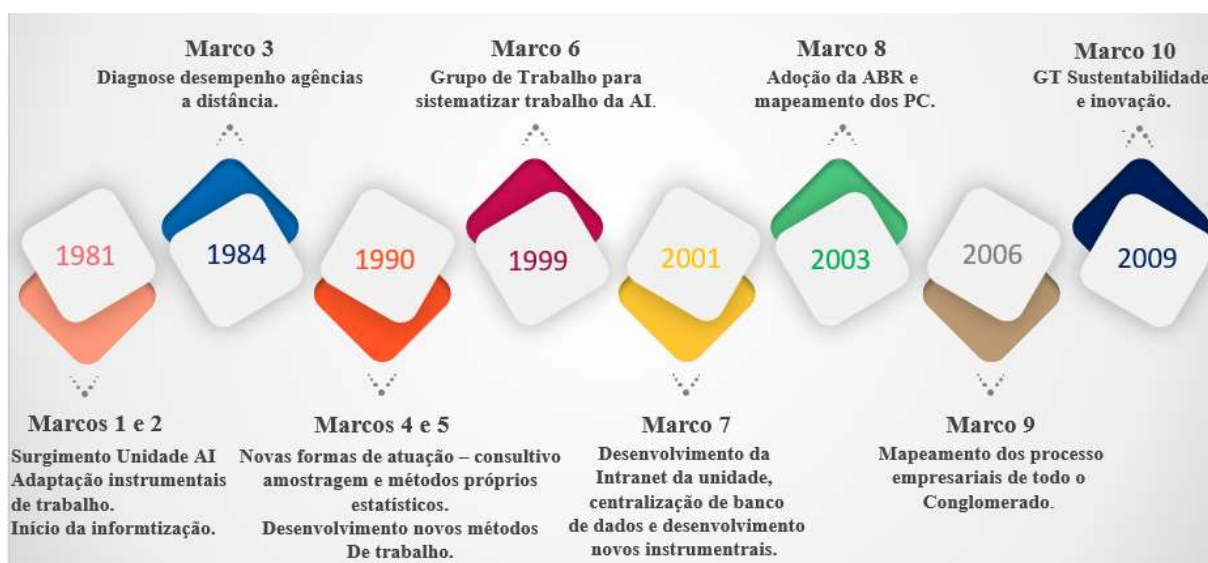 Marco 3
Diagnose desempenho agências
a distância.
Marco 6
Grupo de Trabalho para
sistematizar trabalho da AI.
Marco 8
Adoção da ABR e
mapeamento dos PC.
Marco 10
GT Sustentabilidade
e inovação.
1981
1984
1990
1999
2001
2003
2006
2009
Marcos 1 e 2
Surgimento Unidade AI
Adaptação instrumentais
de trabalho.
Início da informtização.
Marcos 4 e 5
Novas formas de atuação – consultivo
amostragem e métodos próprios
estatísticos.
Desenvolvimento novos métodos
De trabalho.
Marco 7
Desenvolvimento da
Intranet da unidade,
centralização de banco
de dados e desenvolvimento
novos instrumentrais.
Marco 9
Mapeamento dos processo
empresariais de todo o
Conglomerado.